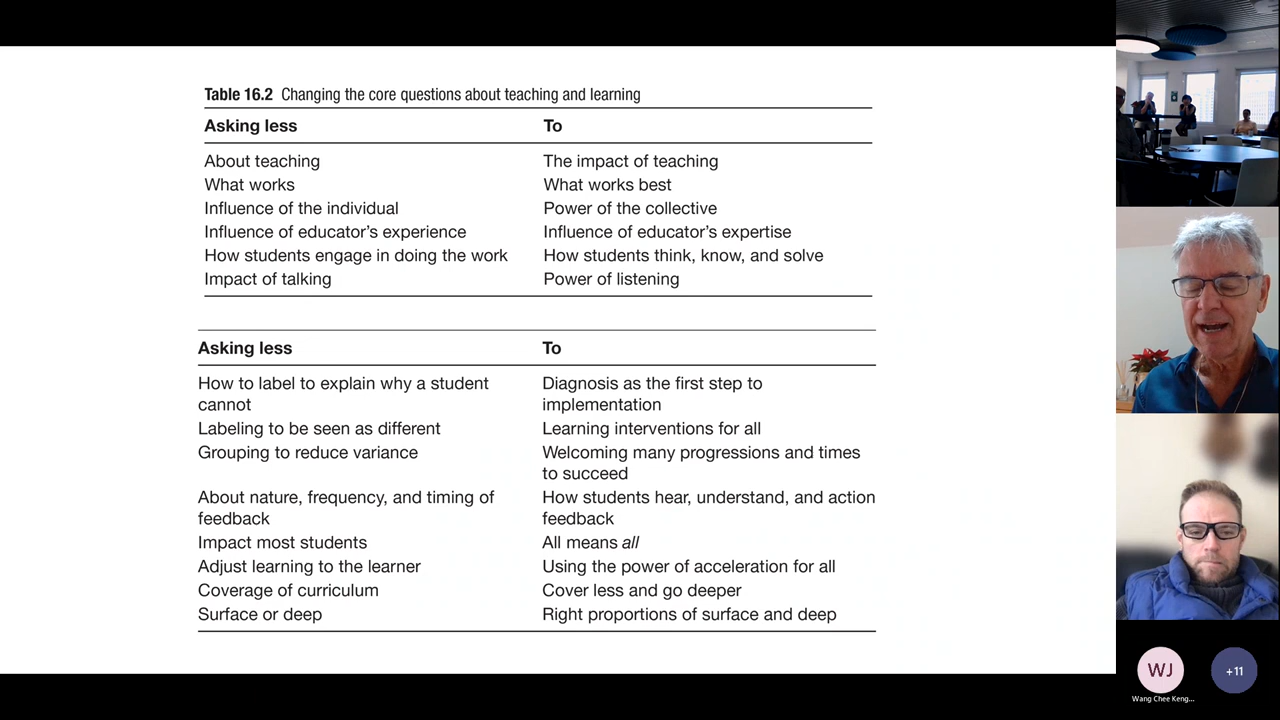 Table 16.2 Changing the core questions about teaching and learning
Asking less To
About teaching The impact of teaching
What works What works best
Influence of the individual Power of the collective
Influence of educator's experience Influence of educator's expertise
How students engage in doing the work How students think, know, and solve
Impact of talking Power of listening
Asking less To
How to label to explain why a student Diagnosis as the first step to
cannot implementation
Labeling to be seen as different Learning interventions for all
Grouping to reduce variance Welcoming many progressions and times
to succeed
About nature, frequency, and timing of How students hear, understand, and action
feedback feedback
Impact most students All means all
Adjust learning to the learner Using the power of acceleration for all
Coverage of curriculum Cover less and go deeper
Surface or deep Right proportions of surface and deep
WJ +11
Wang Chee Keng...